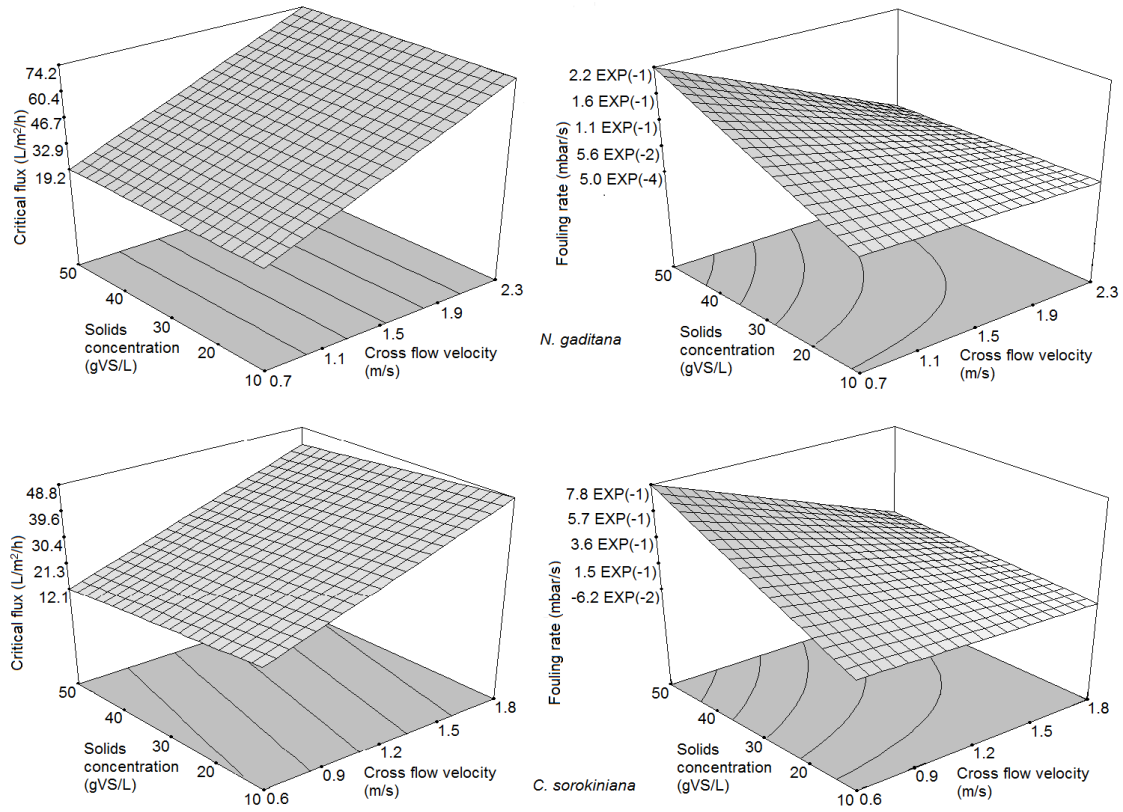 Critical flux (L/m²/h)
74.2
60.4
46.7
32.9
19.2
50
40
30
20
10
Solids
concentration
(gVS/L)
0.7
1.1
1.5
1.9
2.3
Cross flow velocity
(m/s)
Fouling rate (mbar/s)
2.2 EXP(-1)
1.6 EXP(-1)
1.1 EXP(-1)
5.6 EXP(-2)
5.0 EXP(-4)
50
40
30
20
10
Solids
concentration
(gVS/L)
0.7
1.1
1.5
1.9
2.3
Cross flow velocity
(m/s)
N. gaditana
Critical flux (L/m²/h)
48.8
39.6
30.4
21.3
12.1
50
40
30
20
10
Solids
concentration
(gVS/L)
0.6
0.9
1.2
1.5
1.8
Cross flow velocity
(m/s)
Fouling rate (mbar/s)
7.8 EXP(-1)
5.7 EXP(-1)
3.6 EXP(-1)
1.5 EXP(-1)
-6.2 EXP(-2)
50
40
30
20
10
Solids
concentration
(gVS/L)
0.6
0.9
1.2
1.5
1.8
Cross flow velocity
(m/s)
C. sorokiniana